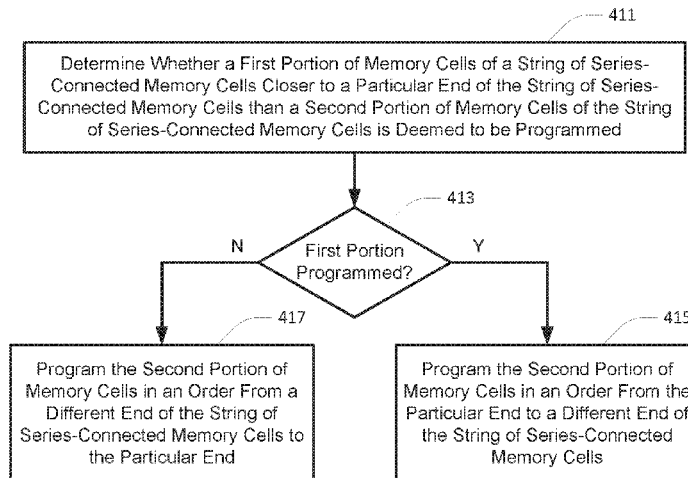 411
Determine Whether a First Portion of Memory Cells of a String of Series-
Connected Memory Cells Closer to a Particular End of the String of Series-
Connected Memory Cells than a Second Portion of Memory Cells of the String
of Series-Connected Memory Cells is Deemed to be Programmed
413
N
First Portion
Programmed?
Y
417
Program the Second Portion of
Memory Cells in an Order From a
Different End of the String of
Series-Connected Memory Cells to
the Particular End
415
Program the Second Portion of
Memory Cells in an Order From the
Particular End to a Different End of
the String of Series-Connected
Memory Cells